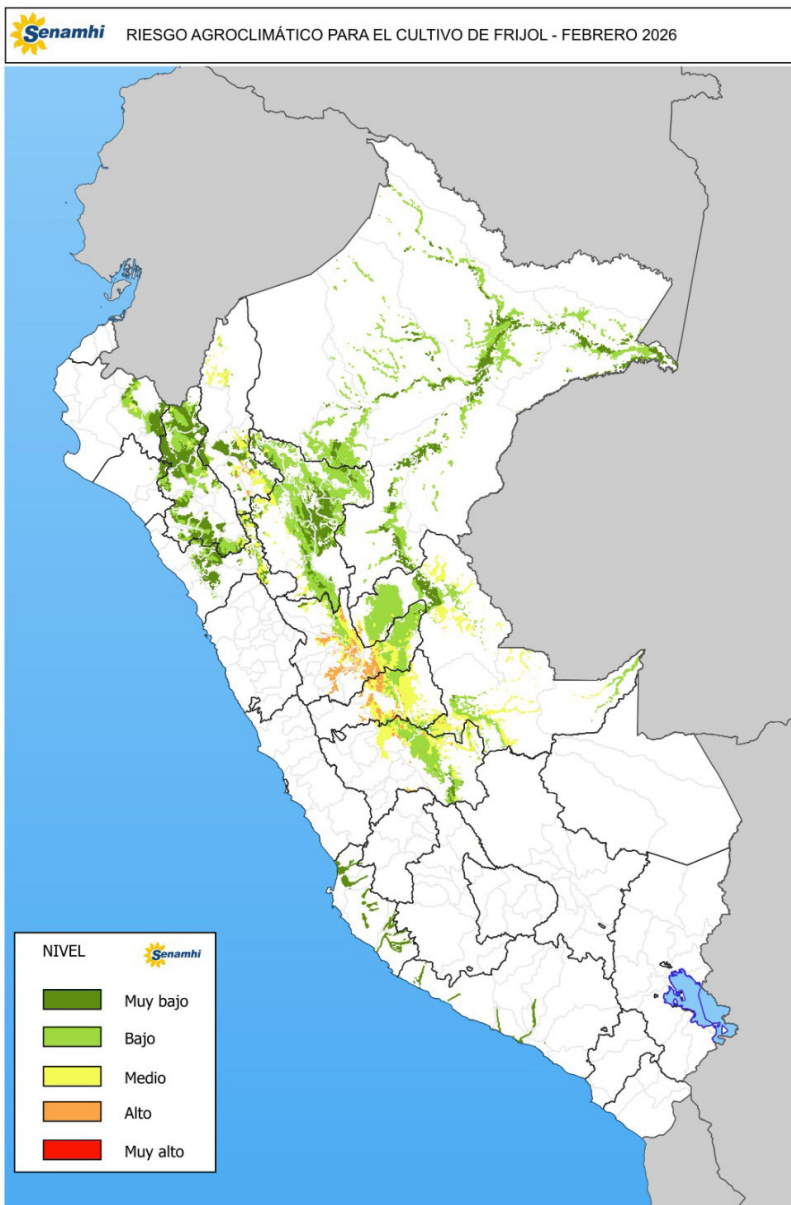 Senamhi
RIESGO AGROCLIMÁTICO PARA EL CULTIVO DE FRIJOL - FEBRERO 2026
NIVEL
Senamhi
Muy bajo
Bajo
Medio
Alto
Muy alto